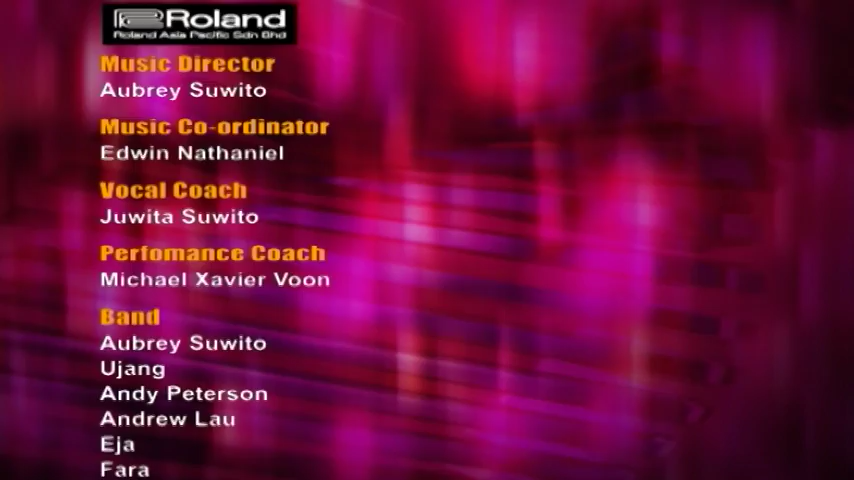 Roland
Roland Asia Pacific Sdn Bhd
Music Director
Aubrey Suwito
Music Co-ordinator
Edwin Nathaniel
Vocal Coach
Juwita Suwito
Perfomance Coach
Michael Xavier Voon
Band
Aubrey Suwito
Ujang
Andy Peterson
Andrew Lau
Eja
Fara